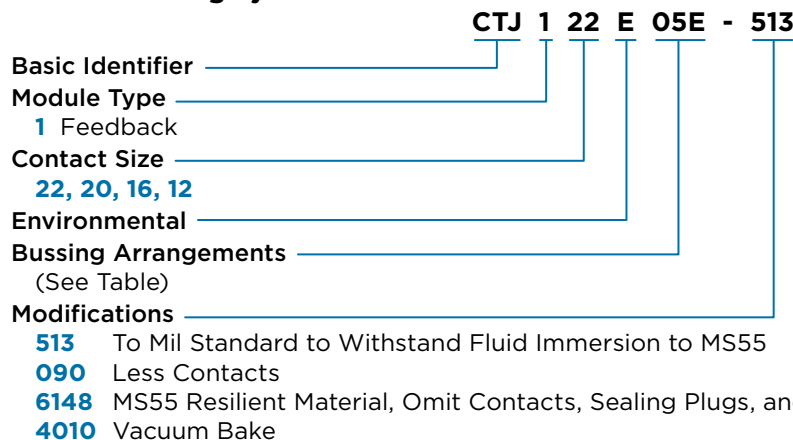 CTJ 1 22 E 05E - 513
Basic Identifier
Module Type
1 Feedback
Contact Size
22, 20, 16, 12
Environmental
Bussing Arrangements
(See Table)
Modifications
513 To Mil Standard to Withstand Fluid Immersion to MS55
090 Less Contacts
6148 MS55 Resilient Material, Omit Contacts, Sealing Plugs, an
4010 Vacuum Bake